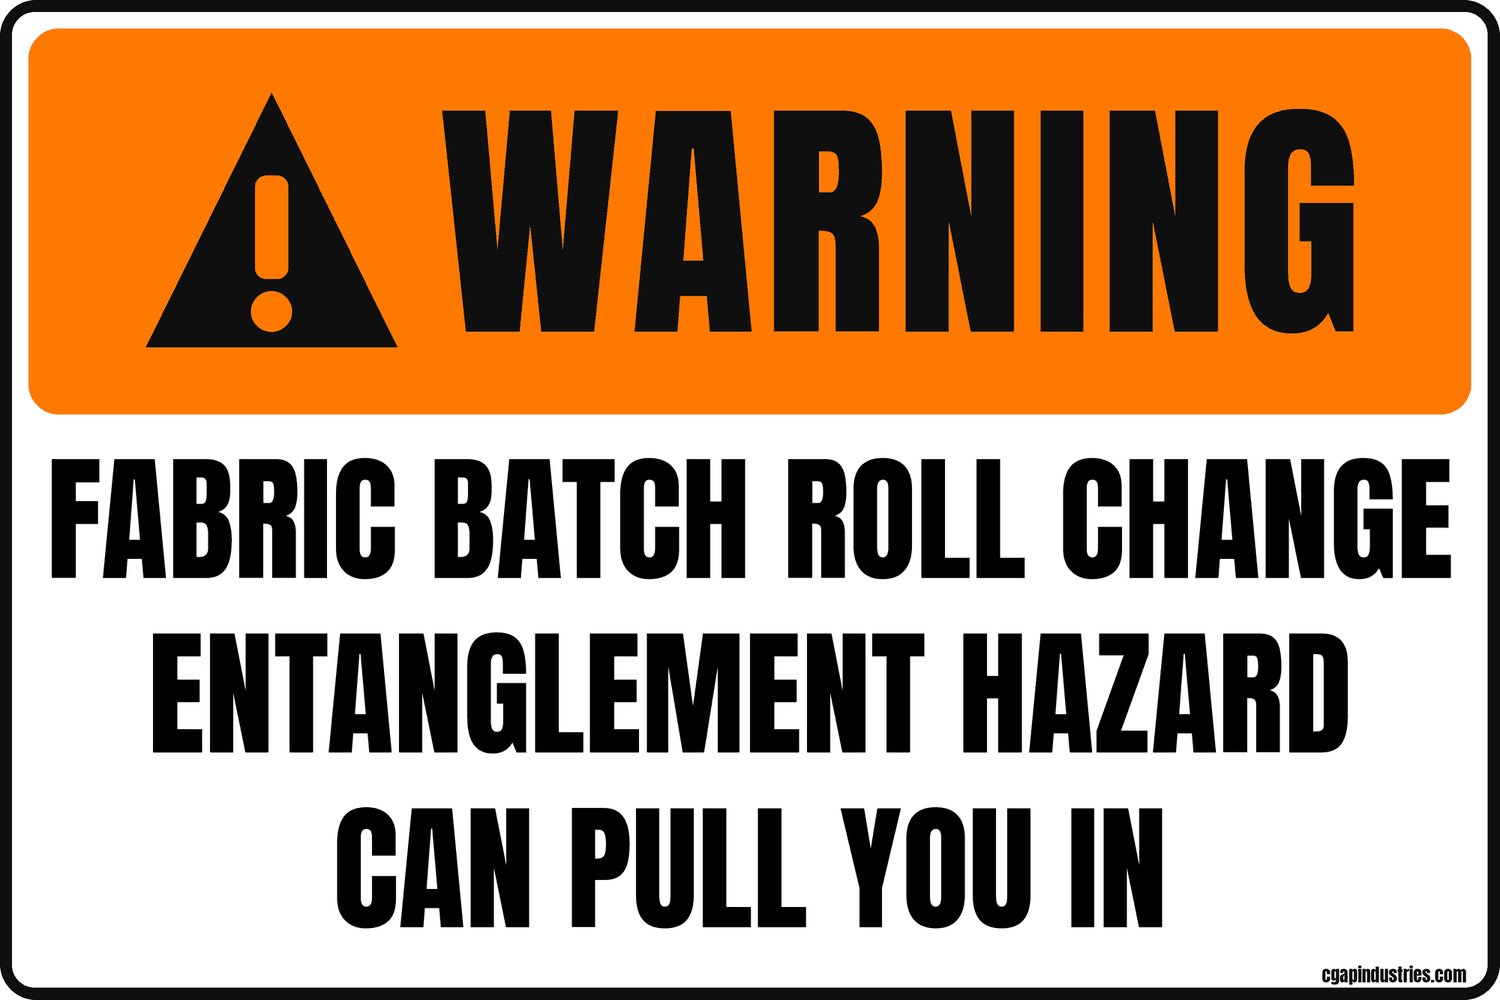 WARNING
FABRIC BATCH ROLL CHANGE
ENTANGLEMENT HAZARD
CAN PULL YOU IN
cgapindustries.com